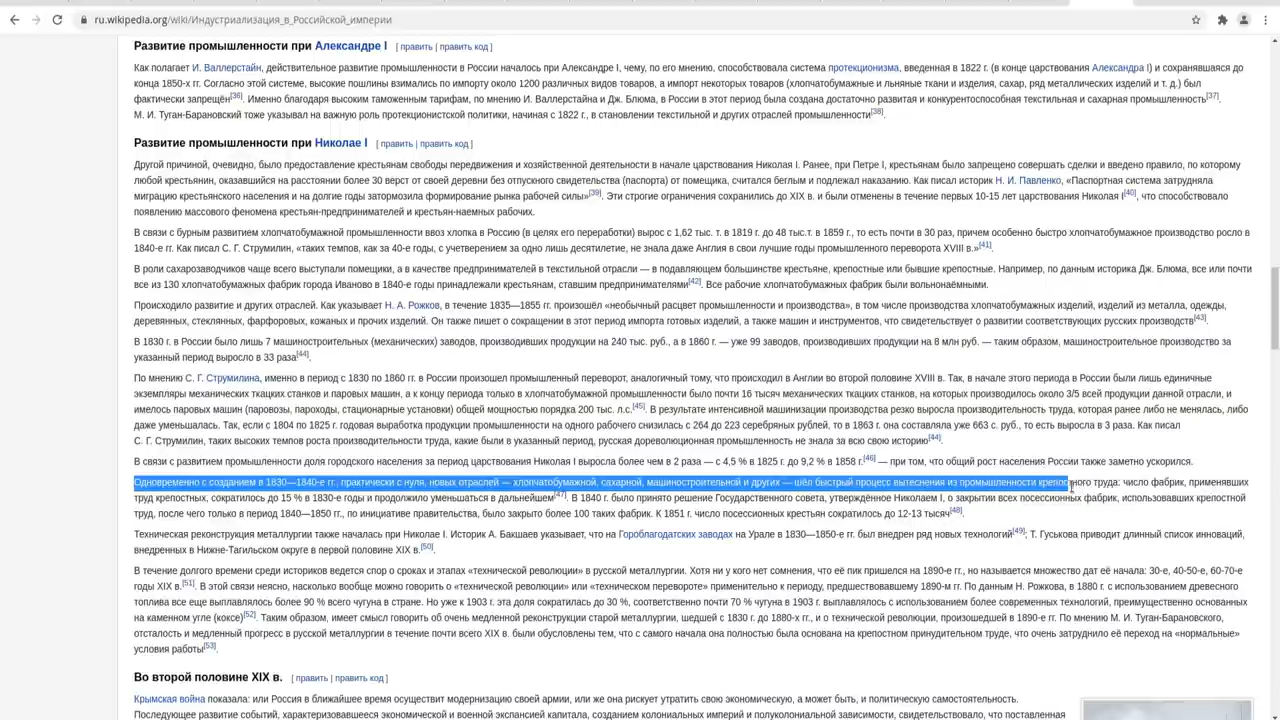 ru.wikipedia.org/wiki/Индустриализация_в_Российской_империи
Развитие промышленности при Александре I [ править | править код ]
Как полагает И. Валлерстайн, действительное развитие промышленности в России началось при Александре I, чему, по его мнению, способствовала система протекционизма, введенная в 1822 г. (в конце царствования Александра I) и сохранявшаяся до
конца 1850-х гг. Согласно этой системе, высокие пошлины взимались по импорту около 1200 различных видов товаров, а импорт некоторых товаров (хлопчатобумажные и льняные ткани и изделия, сахар, ряд металлических изделий и т. д.) был
фактически запрещён[36]. Именно благодаря высоким таможенным тарифам, по мнению И. Валлерстайна и Дж. Блюма, в России в этот период была создана достаточно развитая и конкурентоспособная текстильная и сахарная промышленность[37].
М. И. Туган-Барановский тоже указывал на важную роль протекционистской политики, начиная с 1822 г., в становлении текстильной и других отраслей промышленности[38].
Развитие промышленности при Николае I [ править | править код ]
Другой причиной, очевидно, было предоставление крестьянам свободы передвижения и хозяйственной деятельности в начале царствования Николая I. Ранее, при Петре I, крестьянам было запрещено совершать сделки и введено правило, по которому
любой крестьянин, оказавшийся на расстоянии более 30 верст от своей деревни без отпускного свидетельства (паспорта) от помещика, считался беглым и подлежал наказанию. Как писал историк Н. И. Павленко, «Паспортная система затрудняла
миграцию крестьянского населения и на долгие годы затормозила формирование рынка рабочей силы»[39]. Эти строгие ограничения сохранились до XIX в. и были отменены в течение первых 10-15 лет царствования Николая I[40], что способствовало
появлению массового феномена крестьян-предпринимателей и крестьян-наемных рабочих.
В связи с бурным развитием хлопчатобумажной промышленности ввоз хлопка в Россию (в целях его переработки) вырос с 1,62 тыс. т. в 1819 г. до 48 тыс.т. в 1859 г., то есть почти в 30 раз, причем особенно быстро хлопчатобумажное производство росло в
1840-е гг. Как писал С. Г. Струмилин, «таких темпов, как за 40-е годы, с учетверением за одно лишь десятилетие, не знала даже Англия в свои лучшие годы промышленного переворота XVIII в.»[41].
В роли сахарозаводчиков чаще всего выступали помещики, а в качестве предпринимателей в текстильной отрасли — в подавляющем большинстве крестьяне, крепостные или бывшие крепостные. Например, по данным историка Дж. Блюма, все или почти
все из 130 хлопчатобумажных фабрик города Иваново в 1840-е годы принадлежали крестьянам, ставшим предпринимателями[42]. Все рабочие хлопчатобумажных фабрик были вольнонаёмными.
Происходило развитие и других отраслей. Как указывает Н. А. Рожков, в течение 1835—1855 гг. произошёл «необычный расцвет промышленности и производства», в том числе производства хлопчатобумажных изделий, изделий из металла, одежды,
деревянных, стеклянных, фарфоровых, кожаных и прочих изделий. Он также пишет о сокращении в этот период импорта готовых изделий, а также машин и инструментов, что свидетельствует о развитии соответствующих русских производств[43].
В 1830 г. в России было лишь 7 машиностроительных (механических) заводов, производивших продукции на 240 тыс. руб., а в 1860 г. — уже 99 заводов, производивших продукции на 8 млн руб. — таким образом, машиностроительное производство за
указанный период выросло в 33 раза[44].
По мнению С. Г. Струмилина, именно в период с 1830 по 1860 гг. в России произошел промышленный переворот, аналогичный тому, что происходил в Англии во второй половине XVIII в. Так, в начале этого периода в России были лишь единичные
экземпляры механических ткацких станков и паровых машин, а к концу периода только в хлопчатобумажной промышленности было почти 16 тысяч механических ткацких станков, на которых производилось около 3/5 всей продукции данной отрасли, и
имелось паровых машин (паровозы, пароходы, стационарные установки) общей мощностью порядка 200 тыс. л.с.[45]. В результате интенсивной машинизации производства резко выросла производительность труда, которая ранее либо не менялась, либо
даже уменьшалась. Так, если с 1804 по 1825 г. годовая выработка продукции промышленности на одного рабочего снизилась с 264 до 223 серебряных рублей, то в 1863 г. она составляла уже 663 с. руб., то есть выросла в 3 раза. Как писал
С. Г. Струмилин, таких высоких темпов роста производительности труда, какие были в указанный период, русская дореволюционная промышленность не знала за всю свою историю[44].
В связи с развитием промышленности доля городского населения за период царствования Николая I выросла более чем в 2 раза — с 4,5 % в 1825 г. до 9,2 % в 1858 г.[46] — при том, что общий рост населения России также заметно ускорился.
Одновременно с созданием в 1830—1840-е гг., практически с нуля, новых отраслей — хлопчатобумажной, сахарной, машиностроительной и других — шёл быстрый процесс вытеснения из промышленности крепостного труда: число фабрик, применявших
труд крепостных, сократилось до 15 % в 1830-е годы и продолжило уменьшаться в дальнейшем[47]. В 1840 г. было принято решение Государственного совета, утверждённое Николаем I, о закрытии всех посессионных фабрик, использовавших крепостной
труд, после чего только в период 1840—1850 гг., по инициативе правительства, было закрыто более 100 таких фабрик. К 1851 г. число посессионных крестьян сократилось до 12-13 тысяч[48].
Техническая реконструкция металлургии также началась при Николае I. Историк А. Бакшаев указывает, что на Гороблагодатских заводах на Урале в 1830—1850-е гг. был внедрен ряд новых технологий[49]; Т. Гуськова приводит длинный список инноваций,
внедренных в Нижне-Тагильском округе в первой половине XIX в.[50].
В течение долгого времени среди историков ведется спор о сроках и этапах «технической революции» в русской металлургии. Хотя ни у кого нет сомнения, что её пик пришелся на 1890-е гг., но называется множество дат её начала: 30-е, 40-50-е, 60-70-е
годы XIX в.[51]. В этой связи неясно, насколько вообще можно говорить о «технической революции» или «техническом перевороте» применительно к периоду, предшествовавшему 1890-м гг. По данным Н. Рожкова, в 1880 г. с использованием древесного
топлива все еще выплавлялось более 90 % всего чугуна в стране. Но уже к 1903 г. эта доля сократилась до 30 %, соответственно почти 70 % чугуна в 1903 г. выплавлялось с использованием более современных технологий, преимущественно основанных
на каменном угле (коксе)[52]. Таким образом, имеет смысл говорить об очень медленной реконструкции старой металлургии, шедшей с 1830 г. до 1880-х гг., и о технической революции, произошедшей в 1890-е гг. По мнению М. И. Туган-Барановского,
отсталость и медленный прогресс в русской металлургии в течение почти всего XIX в. были обусловлены тем, что с самого начала она полностью была основана на крепостном принудительном труде, что очень затруднило её переход на «нормальные»
условия работы[53].
Во второй половине XIX в. [ править | править код ]
Крымская война показала: или Россия в ближайшее время осуществит модернизацию своей армии, или же она рискует утратить свою экономическую, а может быть, и политическую самостоятельность.
Последующее развитие событий, характеризовавшееся экономической и военной экспансией капитала, созданием колониальных империй и полуколониальной зависимости, свидетельствовало, что поставленная